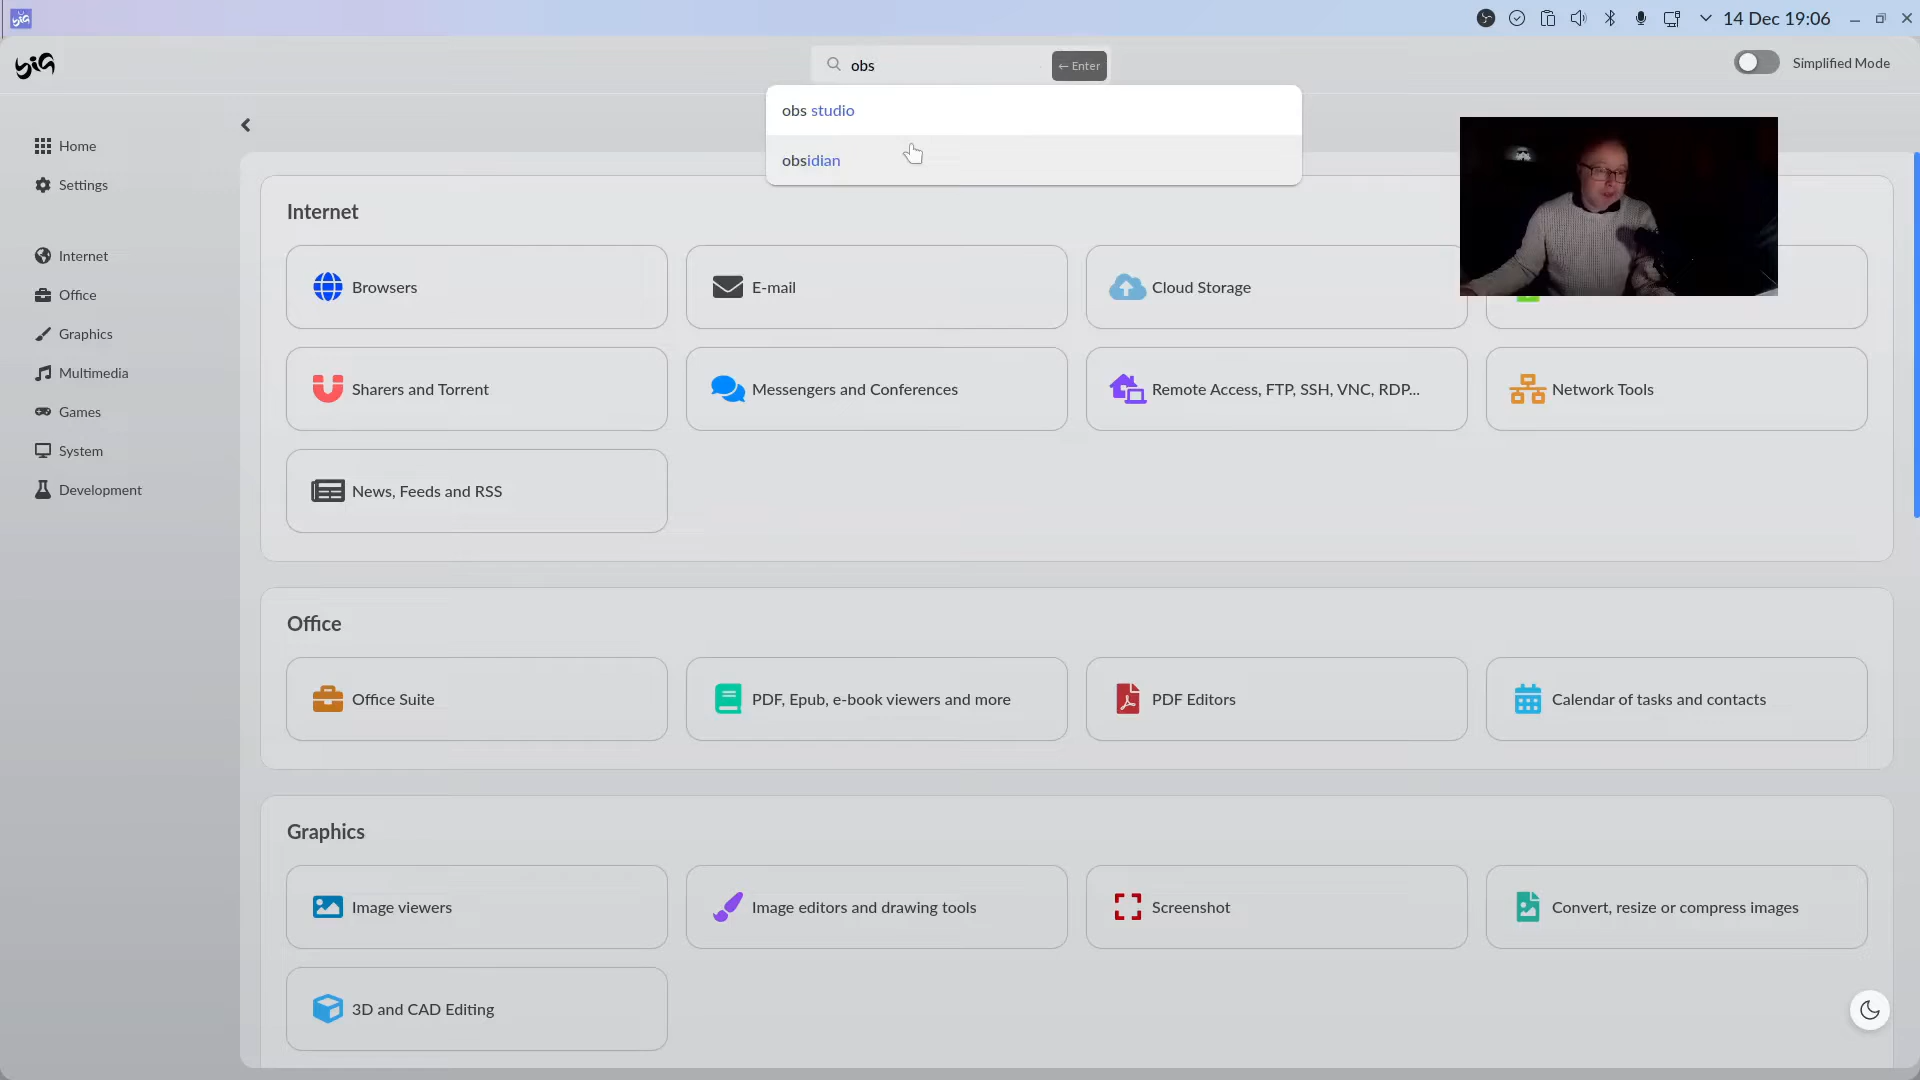 big
14 Dec 19:06
big
obs
← Enter
Simplified Mode
obs studio
obsidian
Home
Settings
Internet
Office
Graphics
Multimedia
Games
System
Development
Internet
Browsers
E-mail
Cloud Storage
Sharers and Torrent
Messengers and Conferences
Remote Access, FTP, SSH, VNC, RDP...
Network Tools
News, Feeds and RSS
Office
Office Suite
PDF, Epub, e-book viewers and more
PDF Editors
Calendar of tasks and contacts
Graphics
Image viewers
Image editors and drawing tools
Screenshot
Convert, resize or compress images
3D and CAD Editing